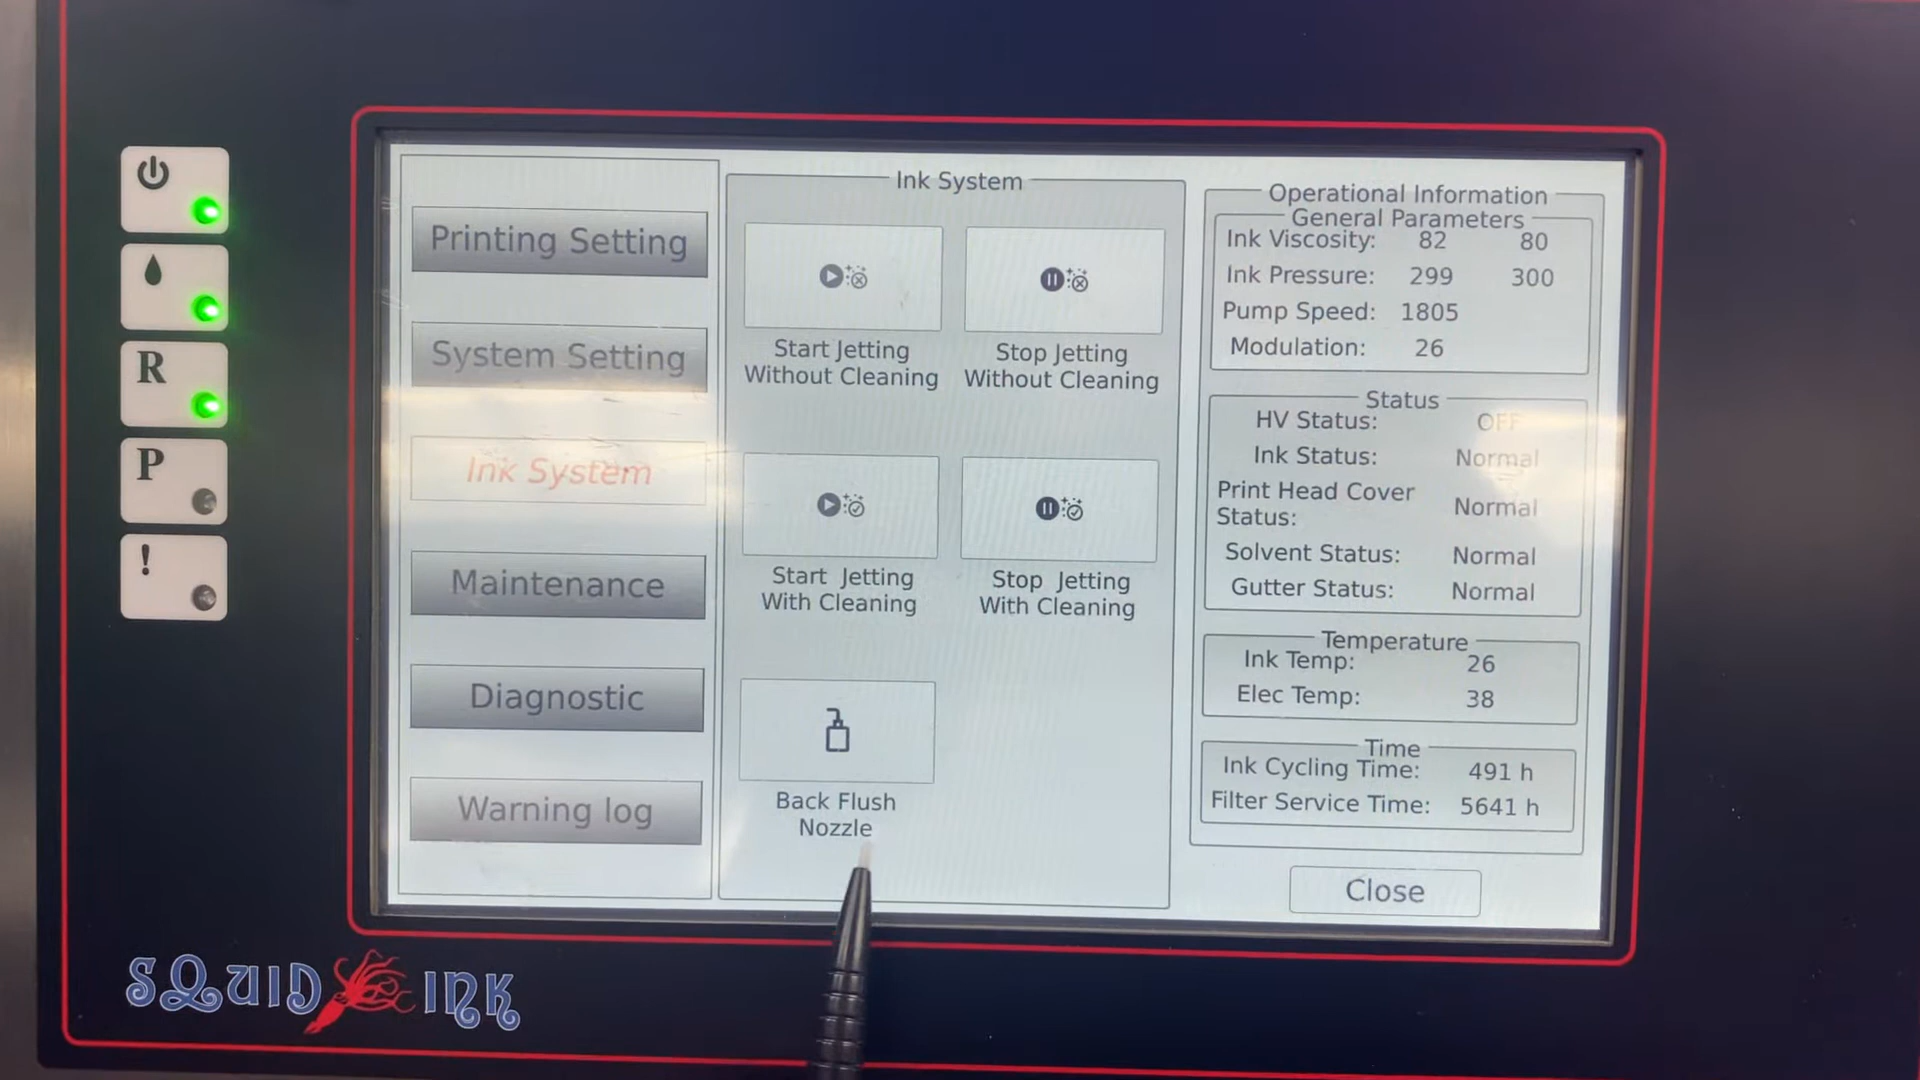 R
P
!
Printing Setting
System Setting
Ink System
Maintenance
Diagnostic
Warning log
Ink System
Start Jetting
Without Cleaning
Stop Jetting
Without Cleaning
Start Jetting
With Cleaning
Stop Jetting
With Cleaning
Back Flush
Nozzle
Operational Information
General Parameters
Ink Viscosity: 82 80
Ink Pressure: 299 300
Pump Speed: 1805
Modulation: 26
Status
HV Status: OFF
Ink Status: Normal
Print Head Cover
Status: Normal
Solvent Status: Normal
Gutter Status: Normal
Temperature
Ink Temp: 26
Elec Temp: 38
Time
Ink Cycling Time: 491 h
Filter Service Time: 5641 h
Close
SQUID INK